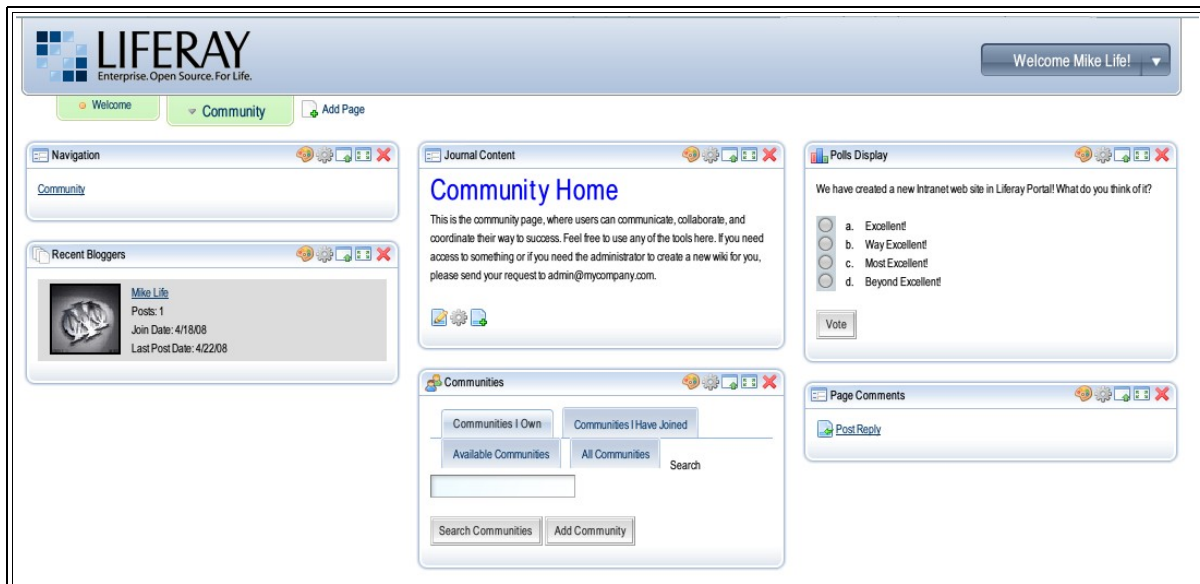 LIFERAY
Enterprise. Open Source. For Life.
Welcome Mike Life!
Welcome
Community
Add Page
Navigation
Community
Recent Bloggers
Mike Life
Posts: 1
Join Date: 4/18/08
Last Post Date: 4/22/08
Journal Content
Community Home
This is the community page, where users can communicate, collaborate, and
coordinate their way to success. Feel free to use any of the tools here. If you need
access to something or if you need the administrator to create a new wiki for you,
please send your request to admin@mycompany.com.
Communities
Communities I Own
Communities I Have Joined
Available Communities
All Communities
Search
Search Communities
Add Community
Polls Display
We have created a new Intranet web site in Liferay Portal! What do you think of it?
a. Excellent!
b. Way Excellent!
c. Most Excellent!
d. Beyond Excellent!
Vote
Page Comments
Post Reply